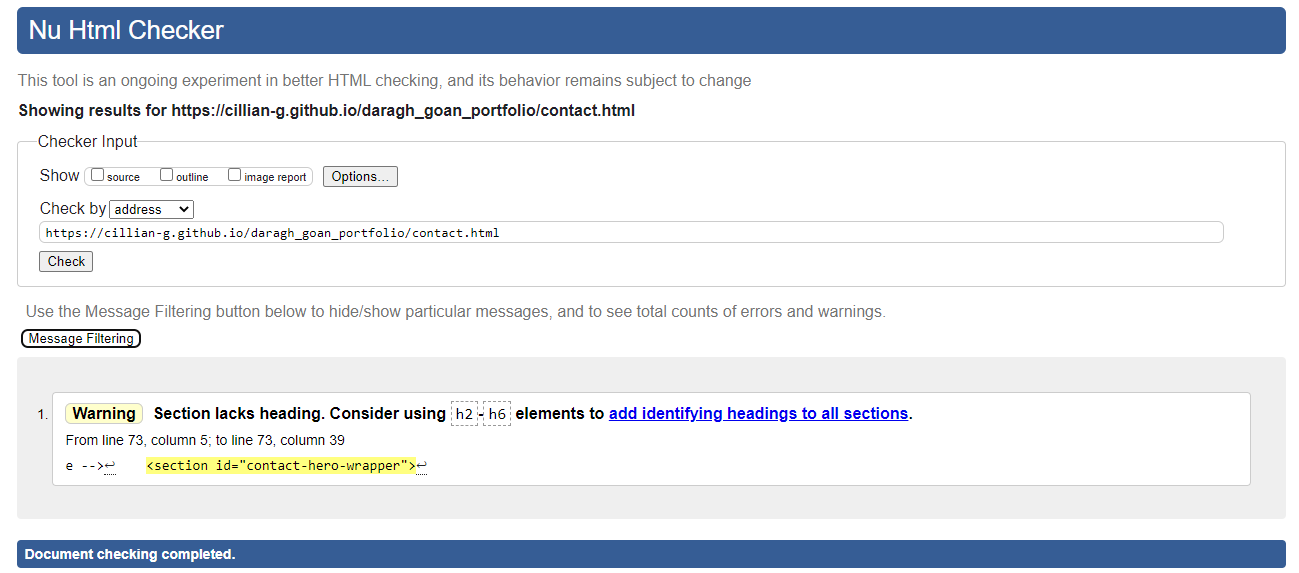 Nu Html Checker
This tool is an ongoing experiment in better HTML checking, and its behavior remains subject to change
Showing results for https://cillian-g.github.io/daragh_goan_portfolio/contact.html
Checker Input
Show source outline image report Options...
Check by address
https://cillian-g.github.io/daragh_goan_portfolio/contact.html
Check
Use the Message Filtering button below to hide/show particular messages, and to see total counts of errors and warnings.
Message Filtering
1. Warning Section lacks heading. Consider using h2-h6 elements to add identifying headings to all sections.
From line 73, column 5; to line 73, column 39
e -->↩ <section id="contact-hero-wrapper">↩
Document checking completed.